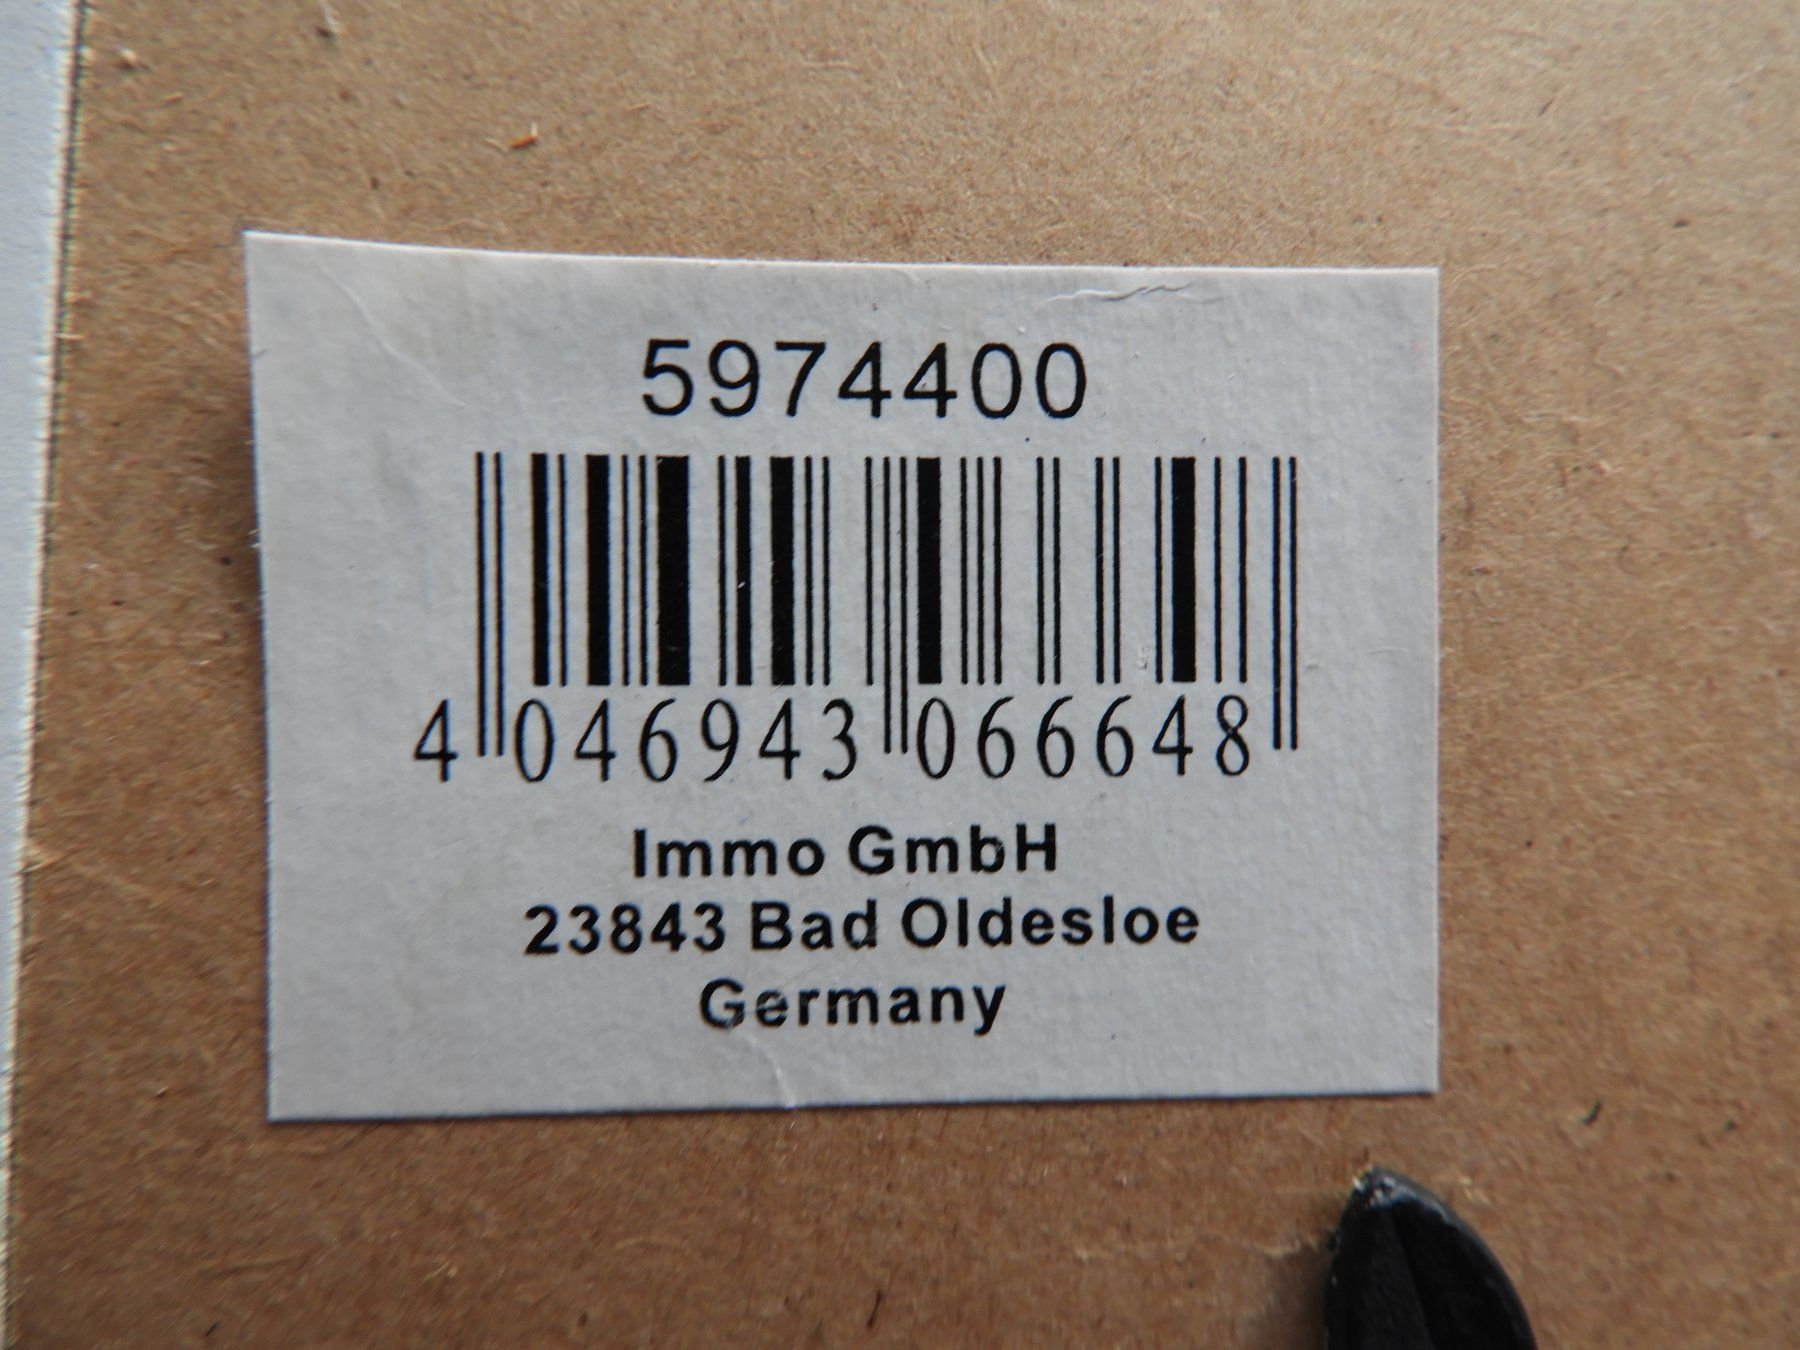 5974400
4 046943 066648
Immo GmbH
23843 Bad Oldesloe
Germany